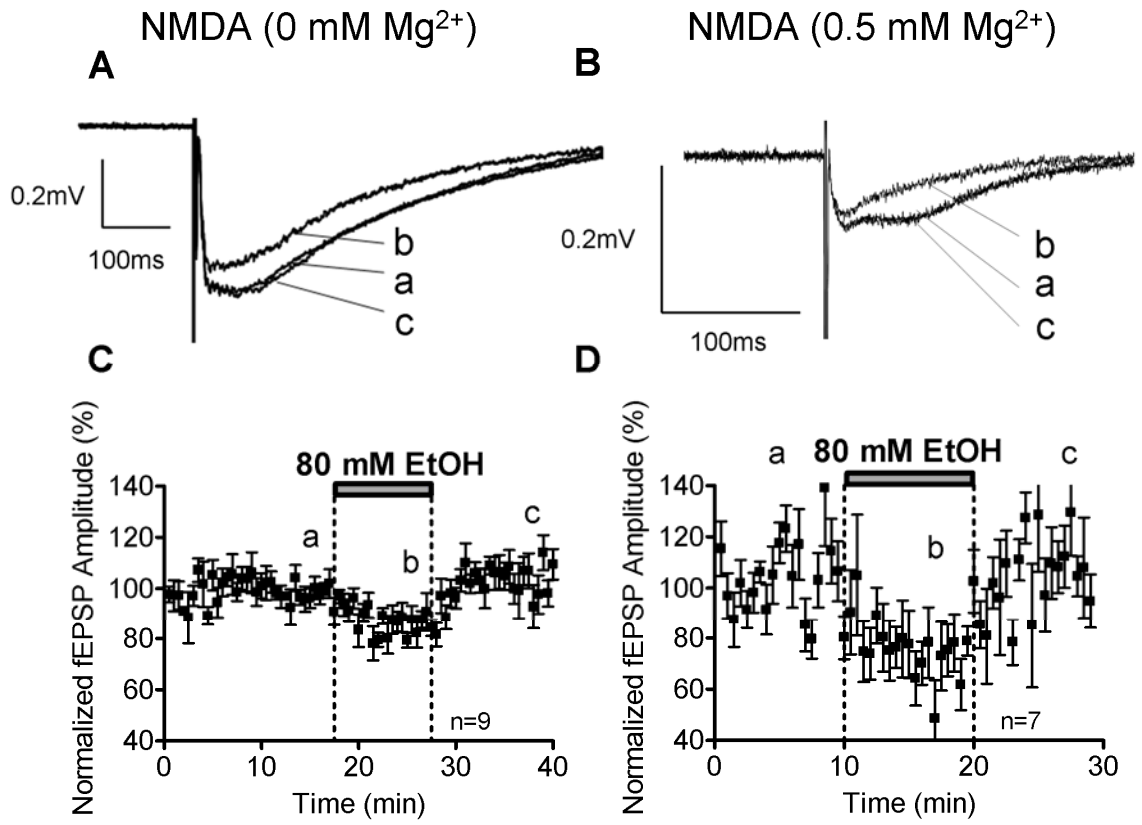 NMDA (0 mM Mg²⁺)
NMDA (0.5 mM Mg²⁺)
A
B
0.2mV
100ms
b
a
c
0.2mV
100ms
b
a
c
C
D
Normalized fEPSP Amplitude (%)
80 mM EtOH
a
b
c
140
120
100
80
60
40
n=9
0
10
20
30
40
Time (min)
Normalized fEPSP Amplitude (%)
a
80 mM EtOH
c
b
140
120
100
80
60
40
n=7
0
10
20
30
Time (min)